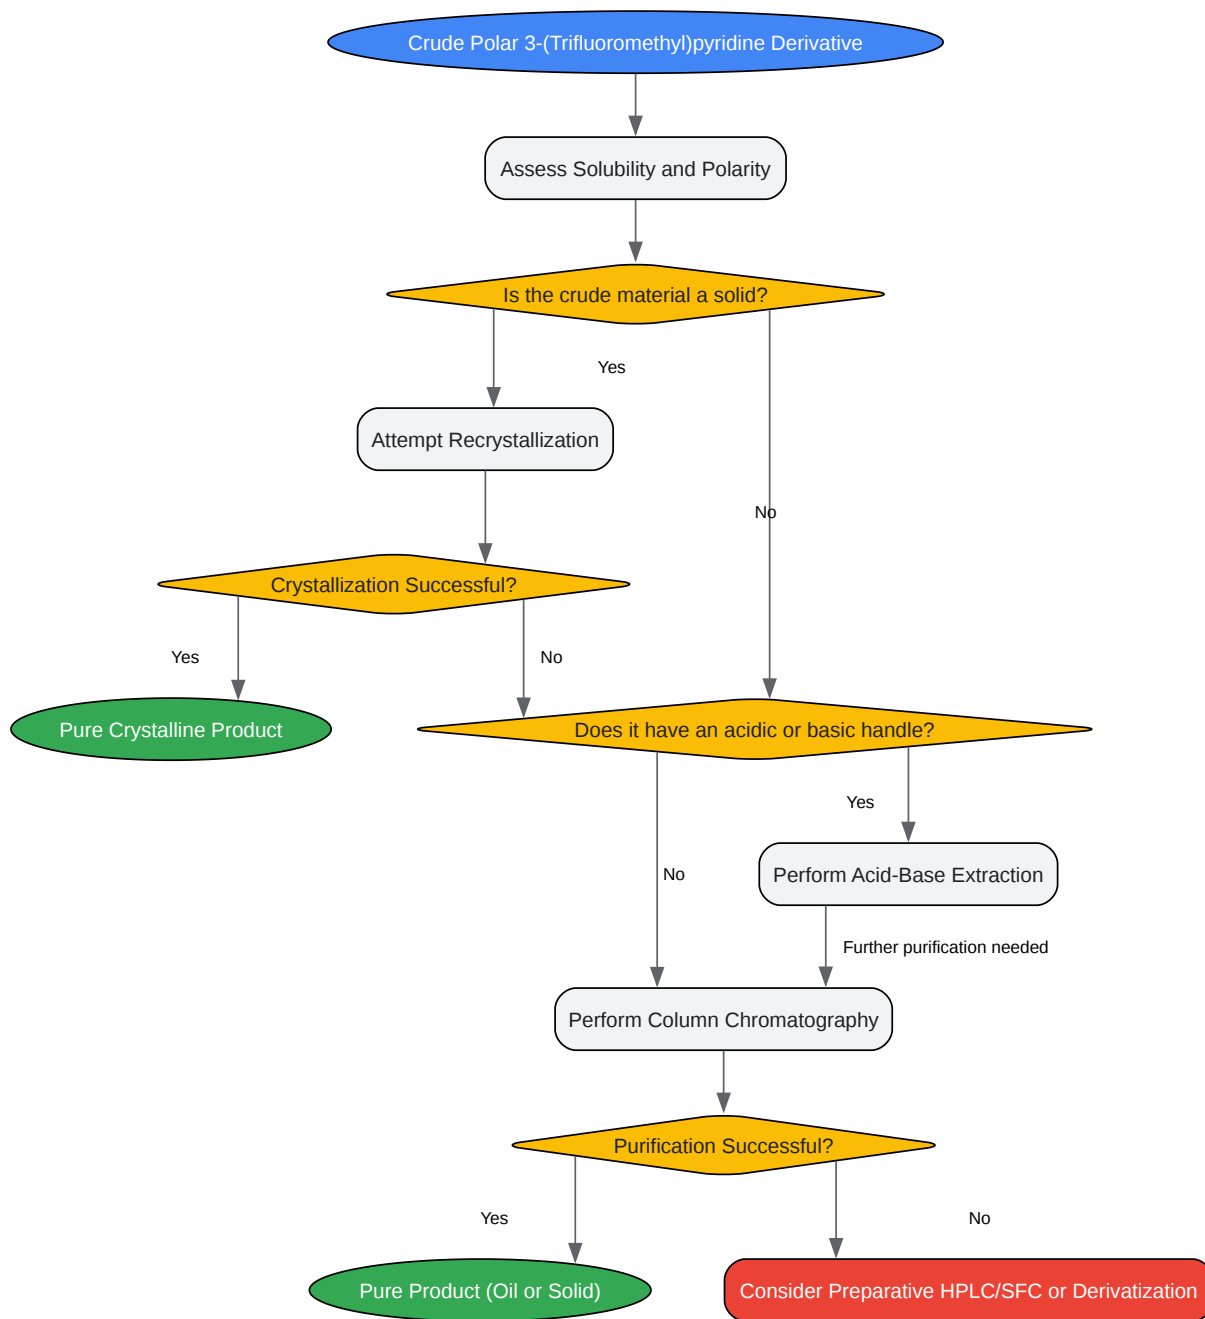 Crude Polar 3-(Trifluoromethyl)pyridine Derivative
Assess Solubility and Polarity
Is the crude material a solid?
Yes
Attempt Recrystallization
No
Crystallization Successful?
Yes
No
Pure Crystalline Product
Does it have an acidic or basic handle?
Yes
Perform Acid-Base Extraction
No
Further purification needed
Perform Column Chromatography
Purification Successful?
Yes
No
Pure Product (Oil or Solid)
Consider Preparative HPLC/SFC or Derivatization